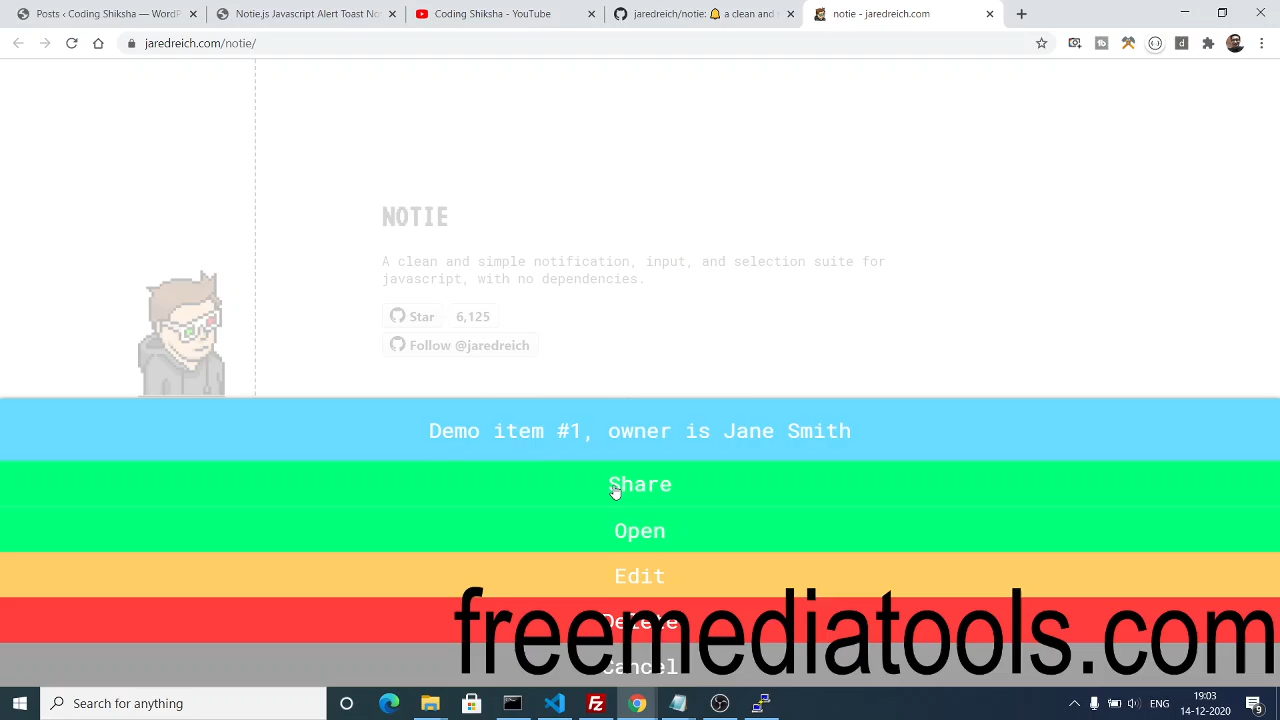 Posts ‹ Coding Shiksha — WordP
Notie.js Javascript Alert Toast No
Coding Shiksha - YouTube
jaredreich/notie: 🔔 a clean and s
notie - jaredreich.com
jaredreich.com/notie/
NOTIE
A clean and simple notification, input, and selection suite for
javascript, with no dependencies.
Star 6,125
Follow @jaredreich
Demo item #1, owner is Jane Smith
Share
Open
Edit
Delete
Cancel
freemediatools.com
Search for anything
ENG
19:03
14-12-2020